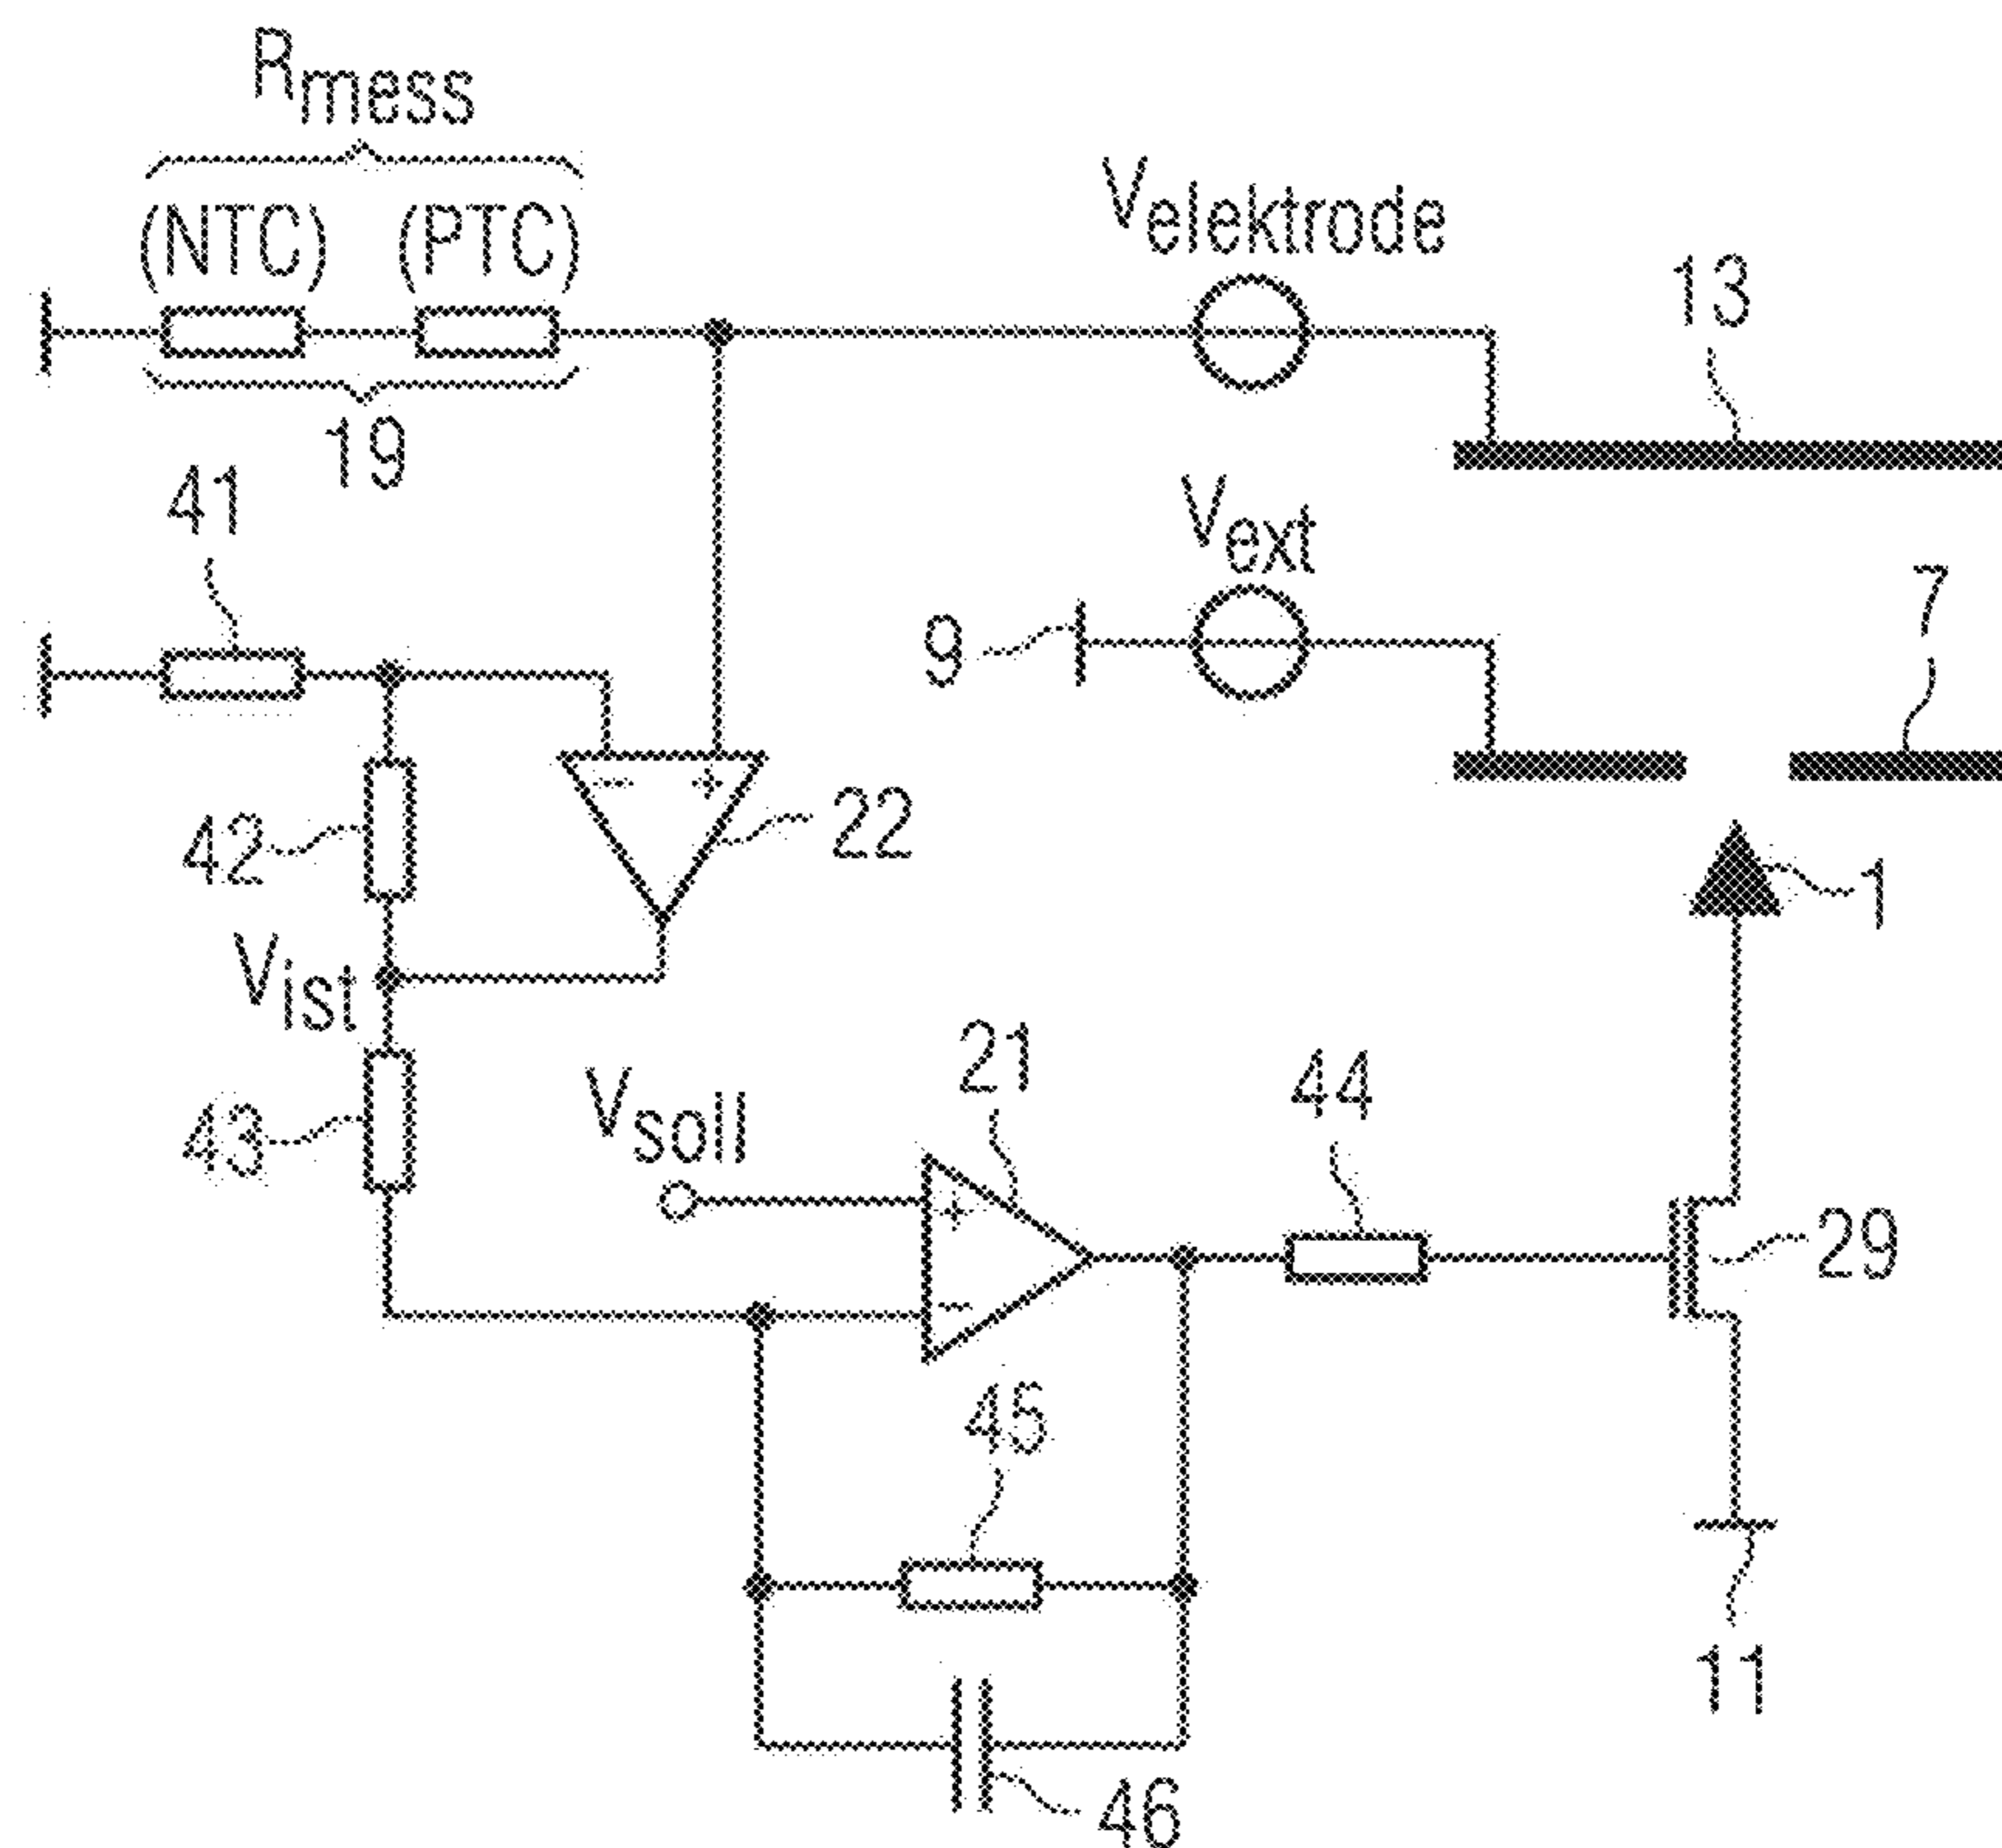 Rmess
(NTC) (PTC)
Velektrode
13
19
41
Vext
7
9
42
22
1
Vist
21
44
43
Vsoll
29
45
11
46